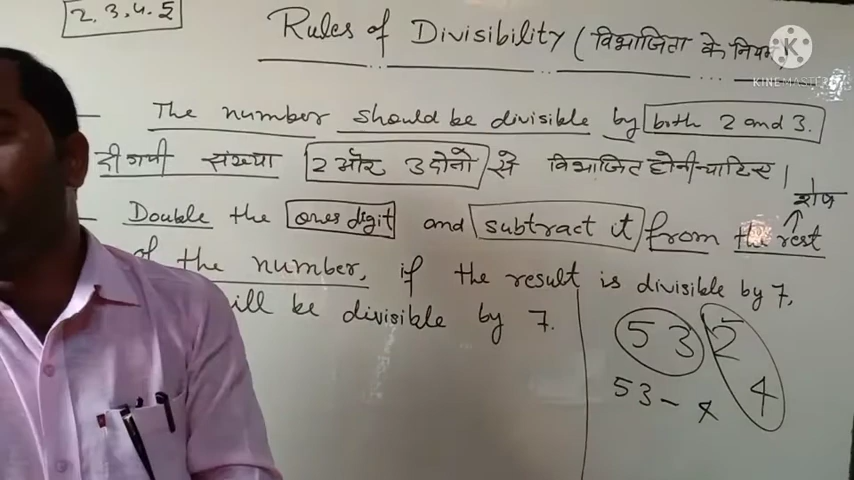 2, 3, 4, 5
Rules of Divisibility (विभाजिता के नियम)
KINEMASTER
The number should be divisible by both 2 and 3.
दी गयी संख्या 2 और 3 दोनो से विभाजित होनी चाहिए।
शेष
Double the ones digit and subtract it from the rest
of the number, if the result is divisible by 7,
will be divisible by 7.
53 2
4
53 - 4